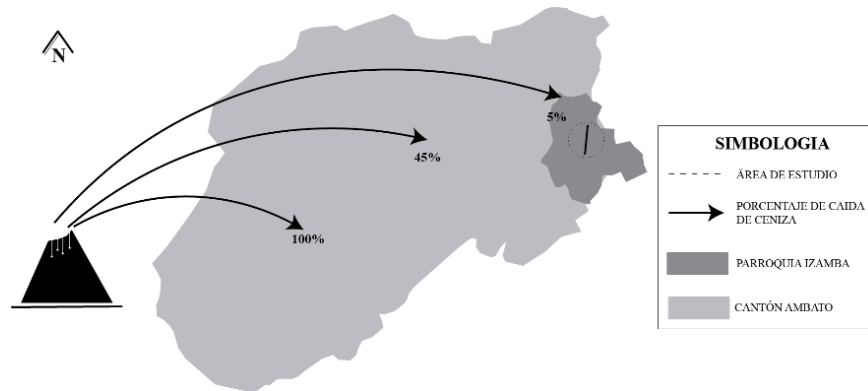 N
5%
45%
100%
SIMBOLOGIA
ÁREA DE ESTUDIO
PORCENTAJE DE CAIDA
DE CENIZA
PARROQUIA IZAMBA
CANTÓN AMBATO